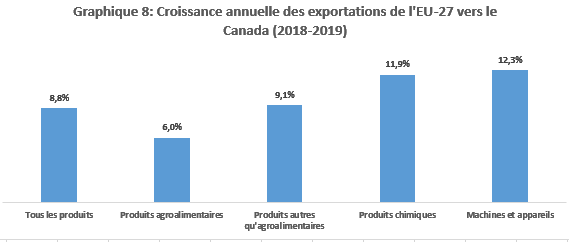 Graphique 8: Croissance annuelle des exportations de l'EU-27 vers le
Canada (2018-2019)
8,8%
6,0%
9,1%
11,9%
12,3%
Tous les produits
Produits agroalimentaires
Produits autres
qu'agroalimentaires
Produits chimiques
Machines et appareils